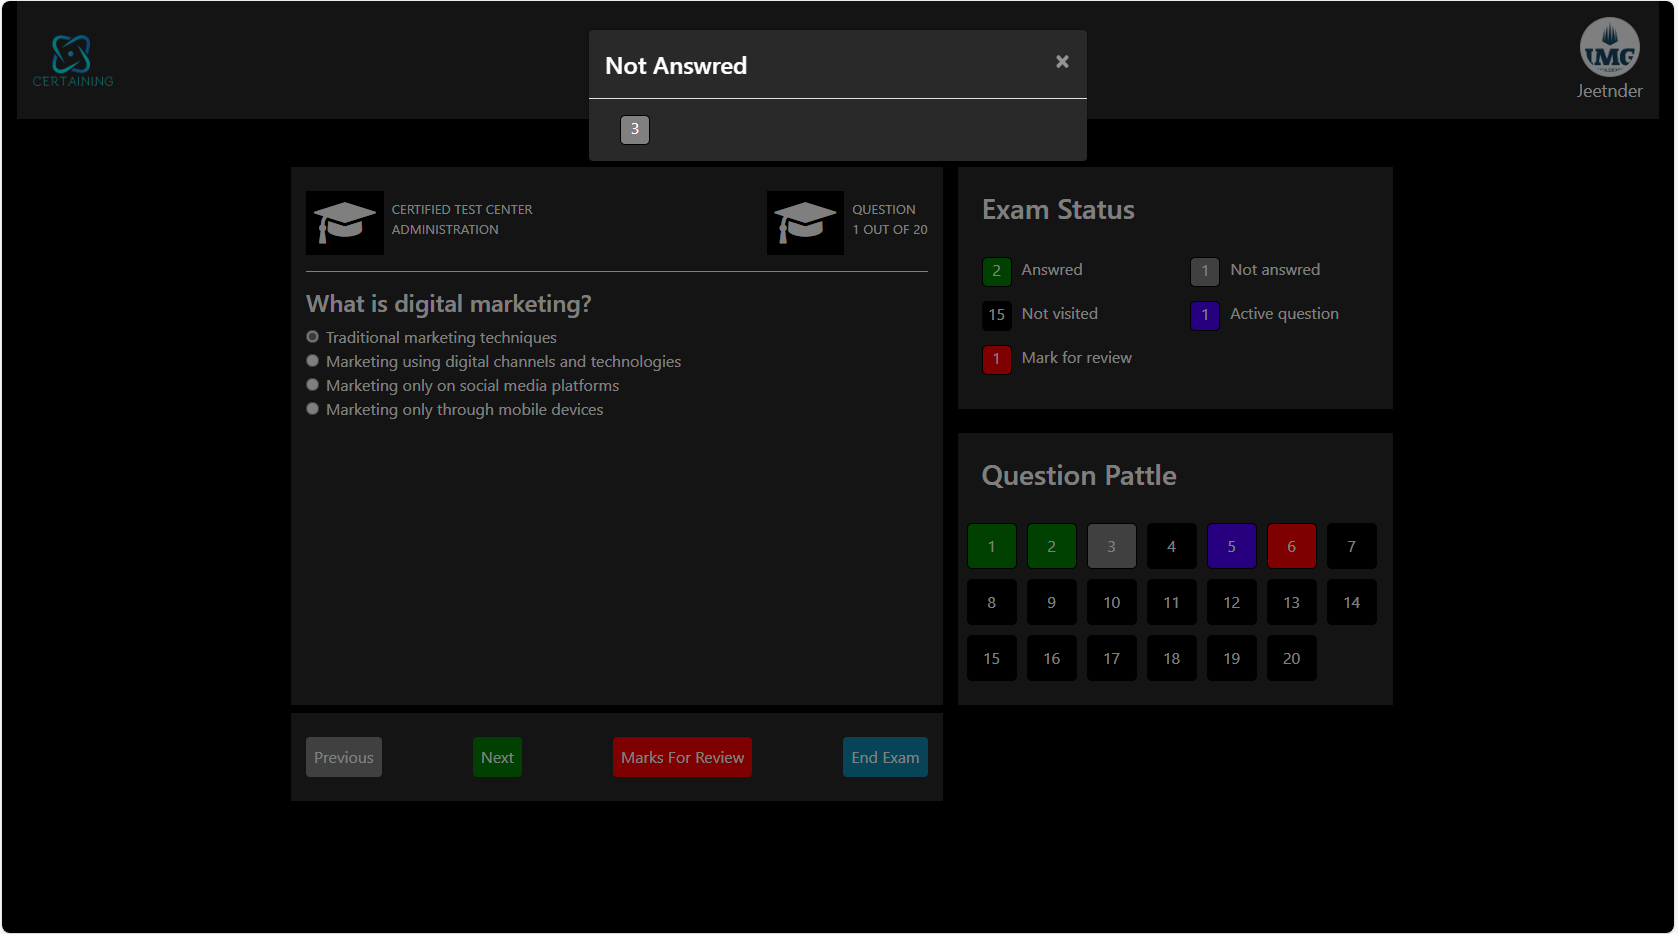 CERTAINING
Not Answred
×
3
IMG
Jeetnder
CERTIFIED TEST CENTER
ADMINISTRATION
QUESTION
1 OUT OF 20
What is digital marketing?
Traditional marketing techniques
Marketing using digital channels and technologies
Marketing only on social media platforms
Marketing only through mobile devices
Previous
Next
Marks For Review
End Exam
Exam Status
2 Answred
1 Not answred
15 Not visited
1 Active question
1 Mark for review
Question Pattle
1 2 3 4 5 6 7
8 9 10 11 12 13 14
15 16 17 18 19 20